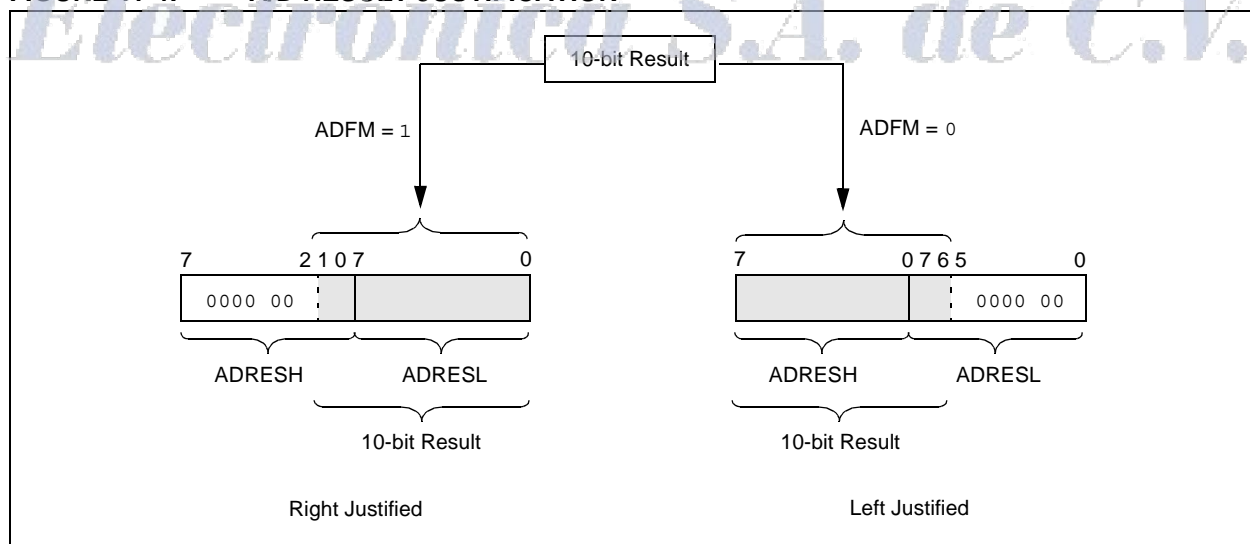 Electronica S.A. de C.V.
10-bit Result
ADFM = 1
ADFM = 0
7 2 1 0 7 0
7 0 7 6 5 0
0000 00
0000 00
ADRESH ADRESL
ADRESH ADRESL
10-bit Result
10-bit Result
Right Justified
Left Justified